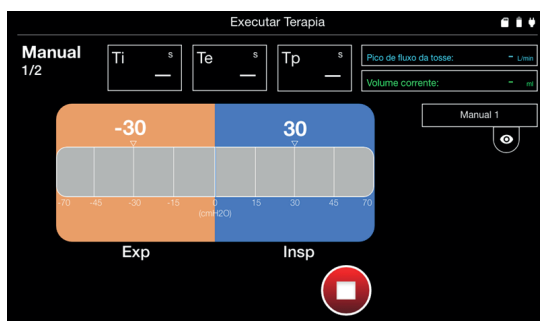 Executar Terapia
Manual
1/2
Ti s
—
Te s
—
Tp s
—
Pico de fluxo da tosse: - L/min
Volume corrente: - ml
Manual 1
-30 30
-70 -45 -30 -15 0 15 30 45 70
(cmH2O)
Exp Insp